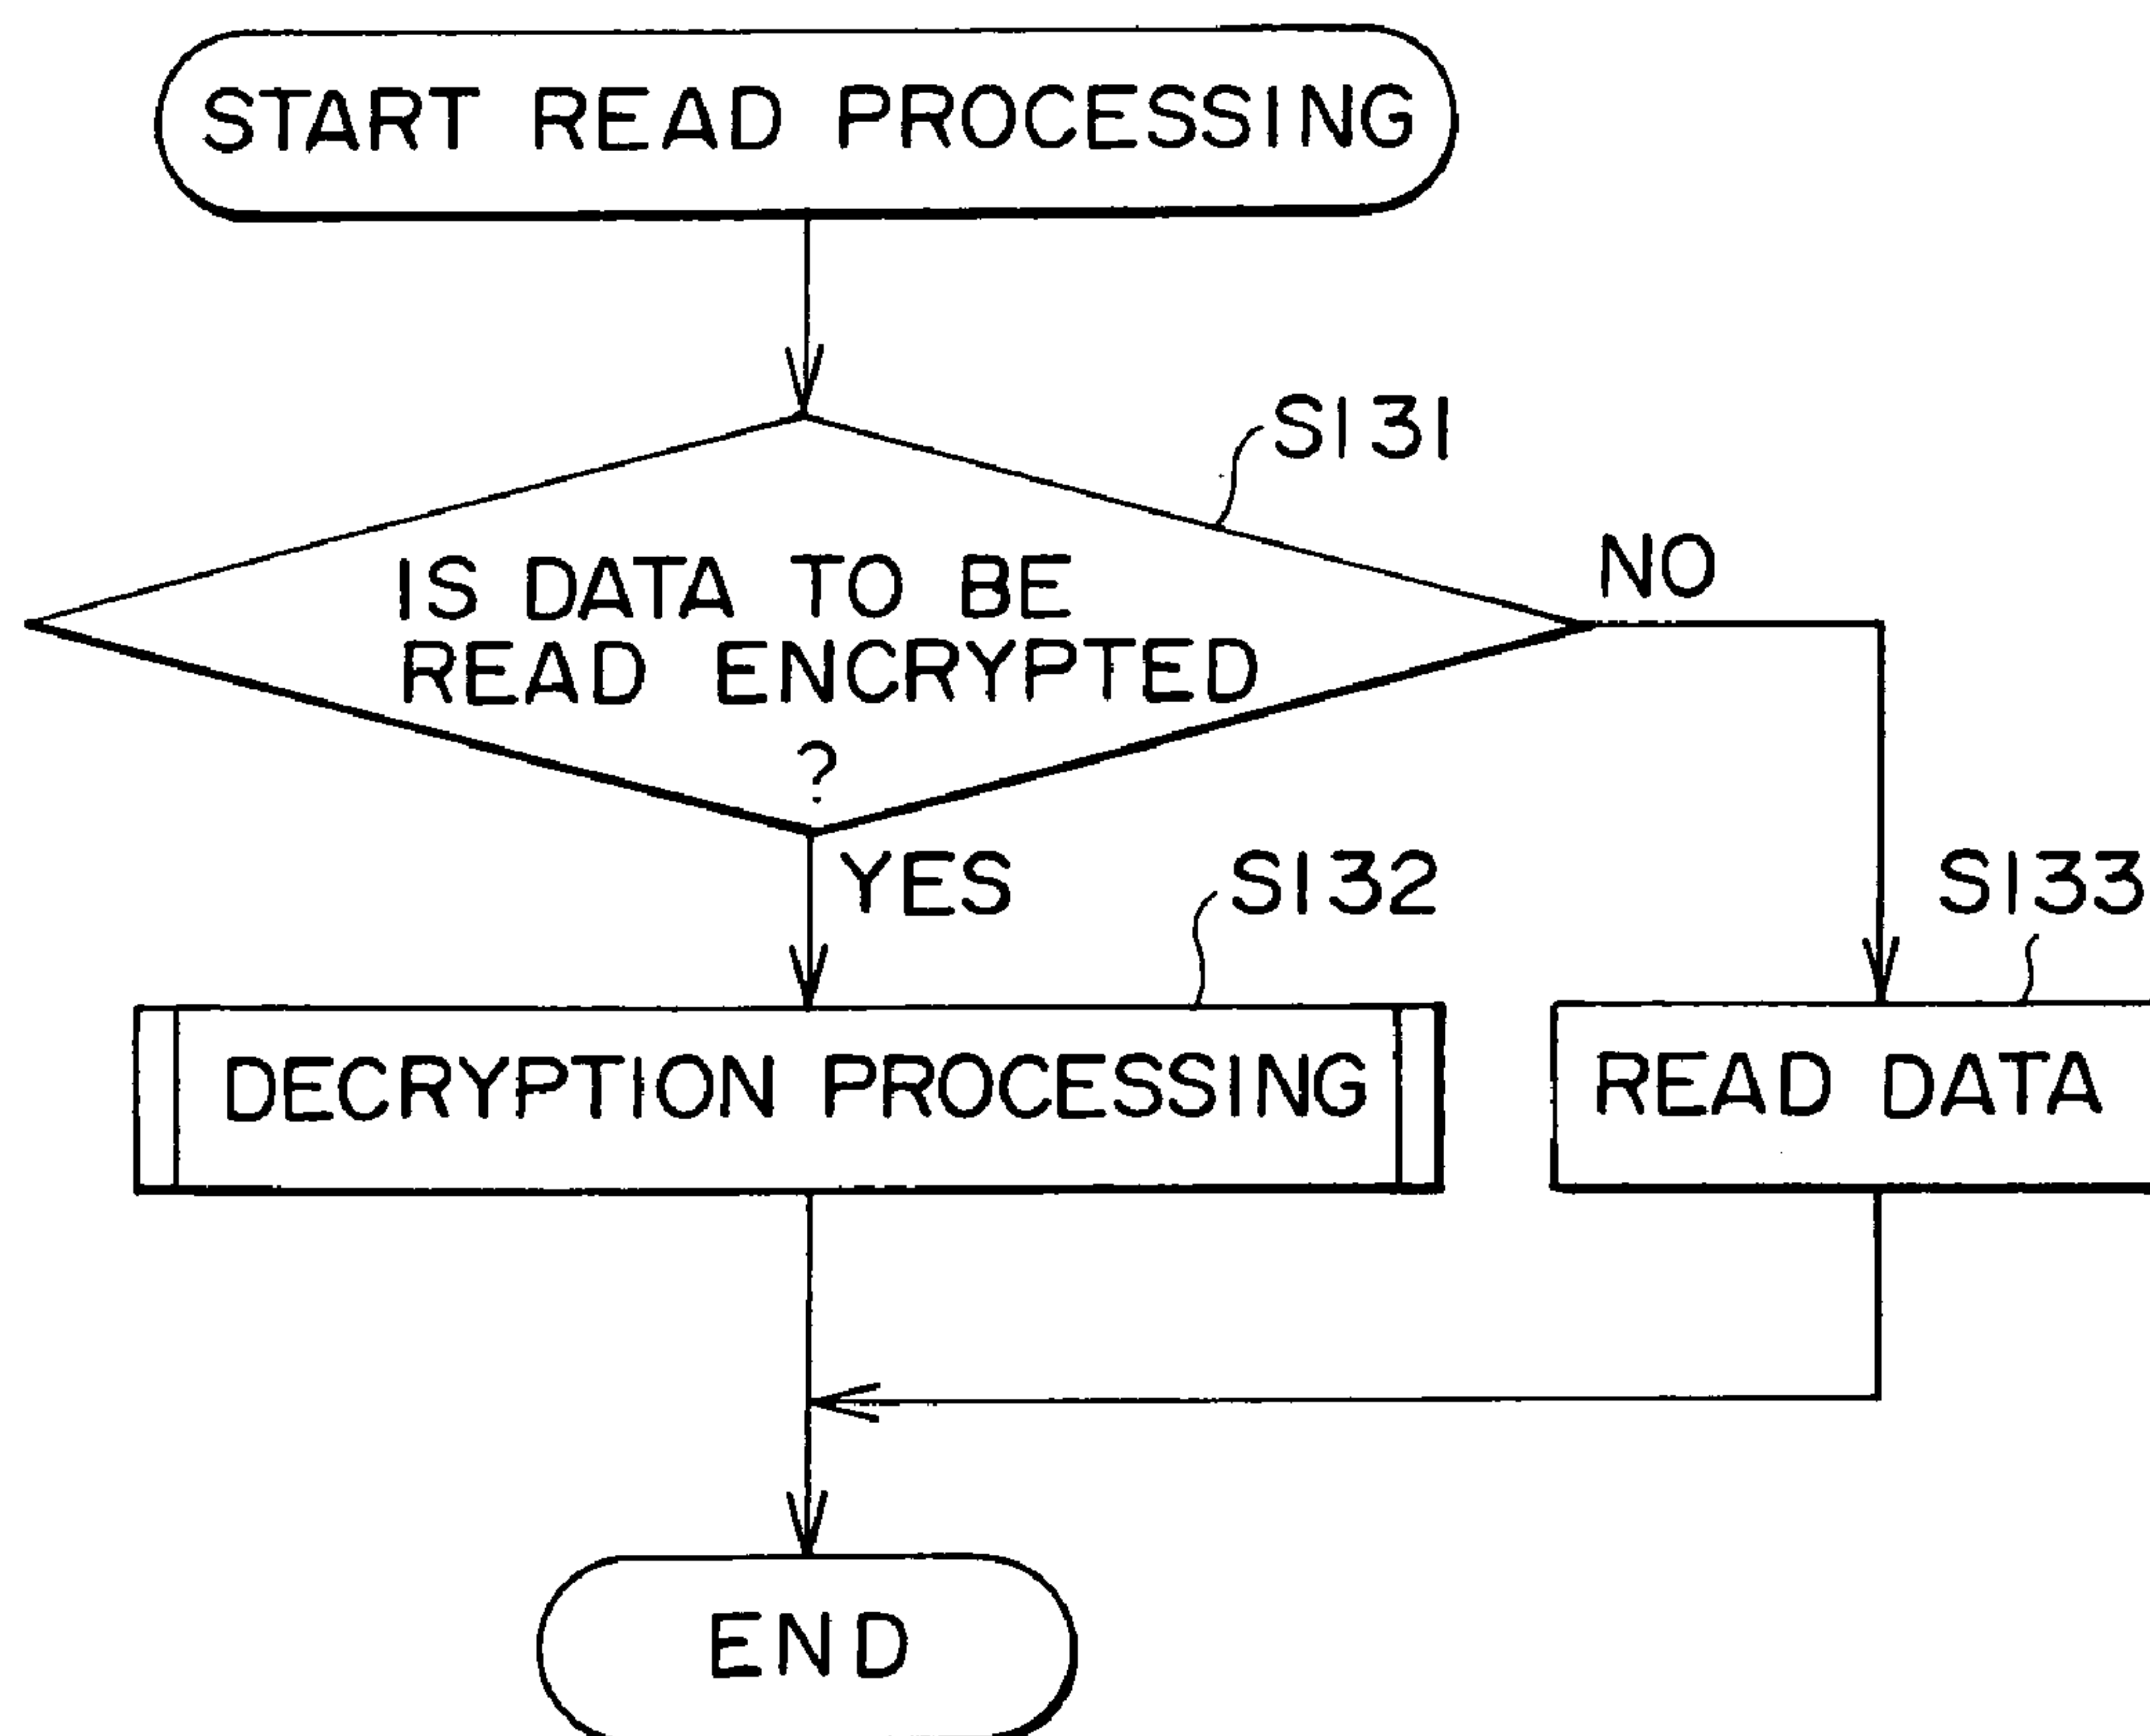 START READ PROCESSING
S131
IS DATA TO BE
READ ENCRYPTED
?
NO
YES
S132
S133
DECRYPTION PROCESSING
READ DATA
END